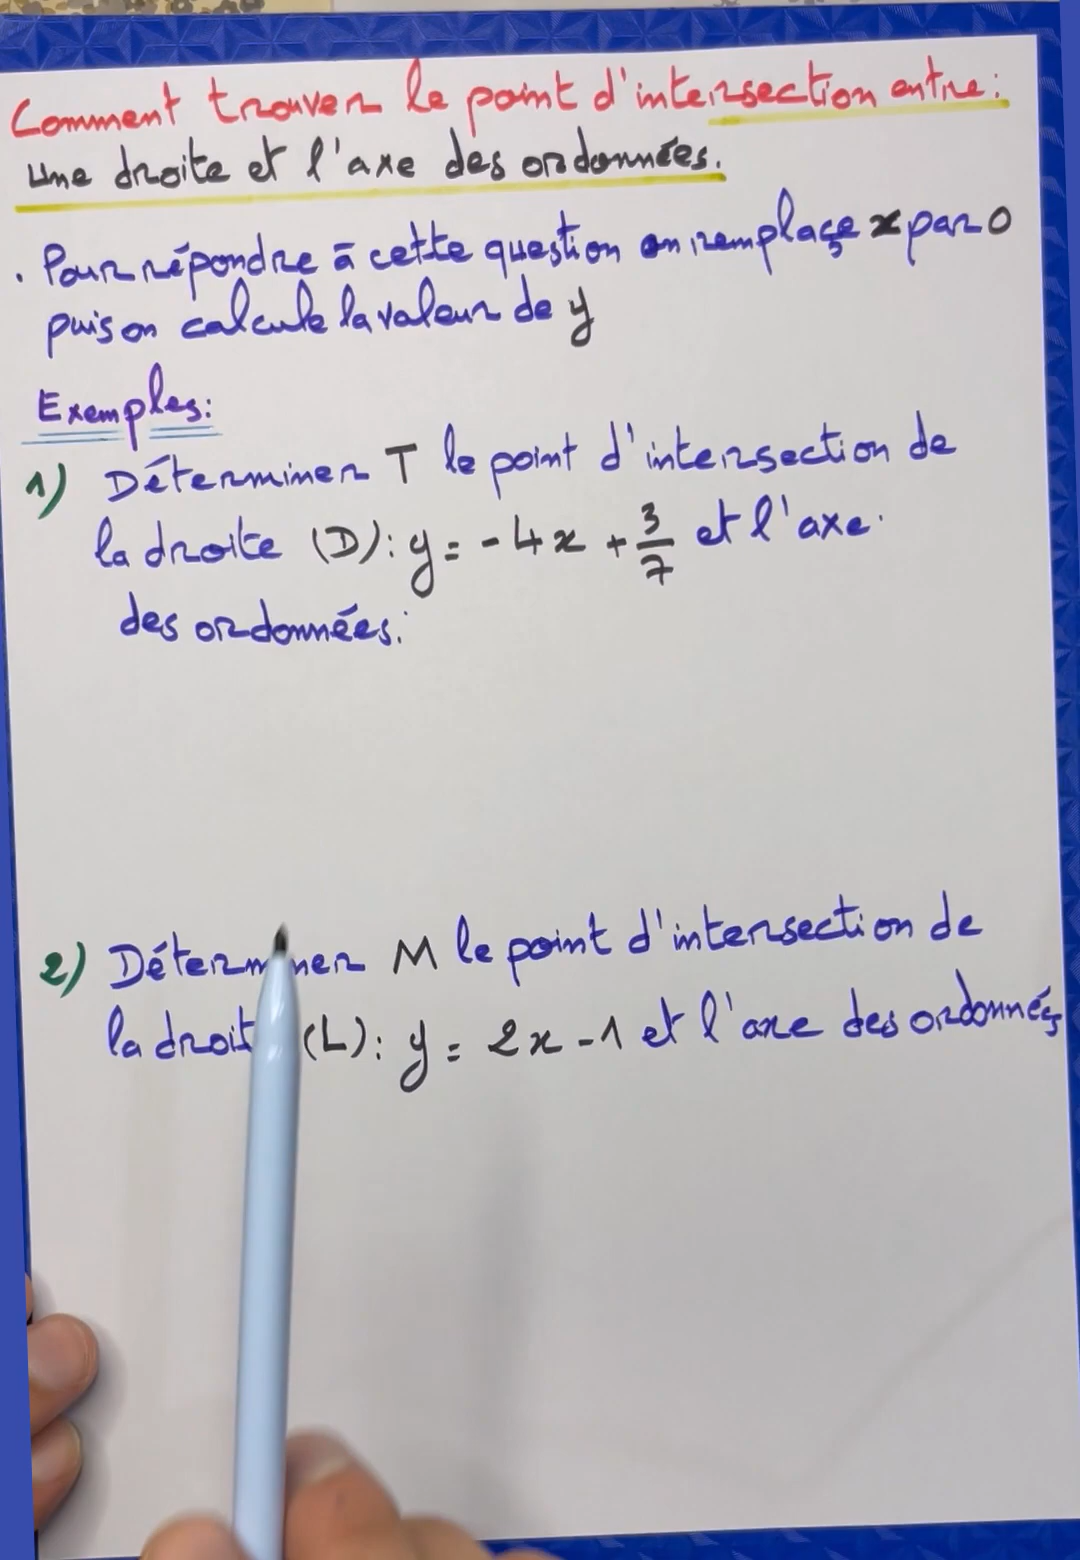 Comment trouver le point d'intersection entre:
une droite et l'axe des ordonnées.
. Pour répondre à cette question on remplaçe x par 0
puis on calcule la valeur de y
Exemples:
1) Déterminer T le point d'intersection de
la droite (D): y = -4x + 3/7 et l'axe
des ordonnées.
2) Déterminer M le point d'intersection de
la droit (L): y = 2x - 1 et l'axe des ordonnées